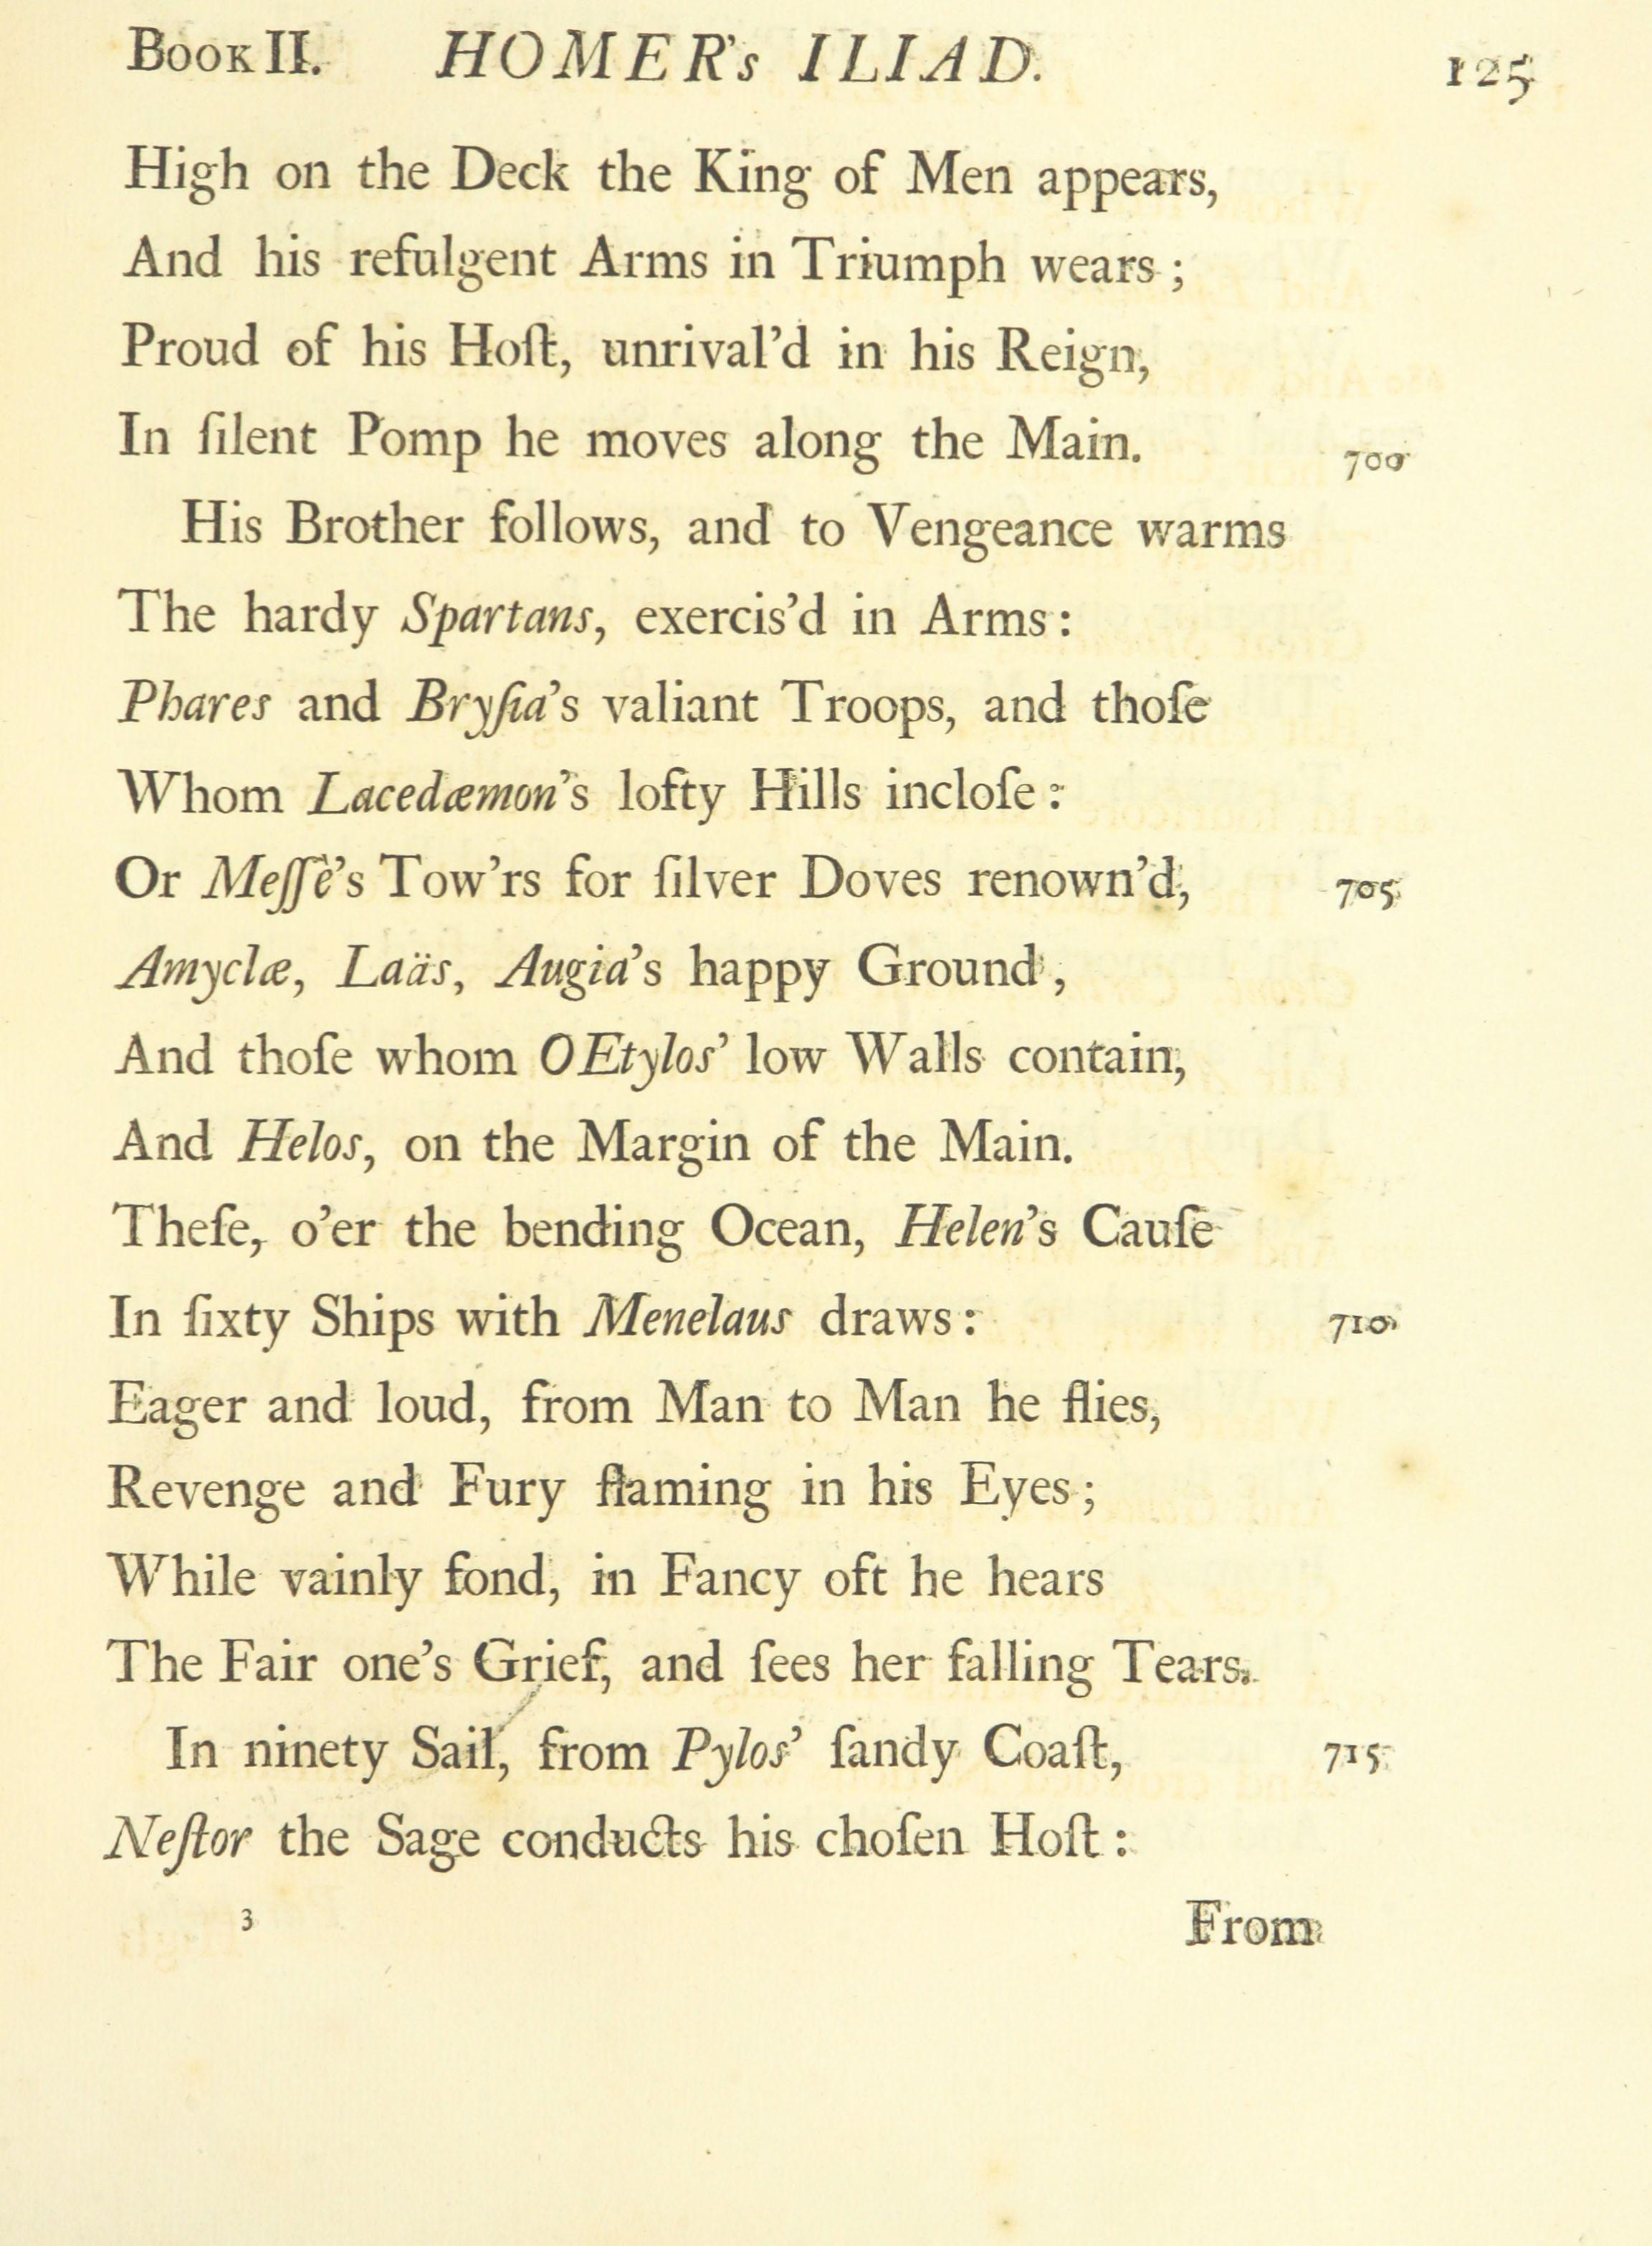 BOOK II. HOMER's ILIAD. 125
High on the Deck the King of Men appears,
And his refulgent Arms in Triumph wears;
Proud of his Hoſt, unrival'd in his Reign,
In ſilent Pomp he moves along the Main. 700
His Brother follows, and to Vengeance warms
The hardy Spartans, exercis'd in Arms:
Phares and Bryſia's valiant Troops, and thoſe
Whom Lacedæmon's lofty Hills incloſe:
Or Meſſè's Tow'rs for ſilver Doves renown'd, 705
Amyclæ, Laäs, Augia's happy Ground,
And thoſe whom OEtylos' low Walls contain,
And Helos, on the Margin of the Main.
Theſe, o'er the bending Ocean, Helen's Cauſe
In ſixty Ships with Menelaus draws: 710
Eager and loud, from Man to Man he flies,
Revenge and Fury flaming in his Eyes;
While vainly fond, in Fancy oft he hears
The Fair one's Grief, and ſees her falling Tears.
In ninety Sail, from Pylos' ſandy Coaſt, 715
Neſtor the Sage conducts his choſen Hoſt:
3 From